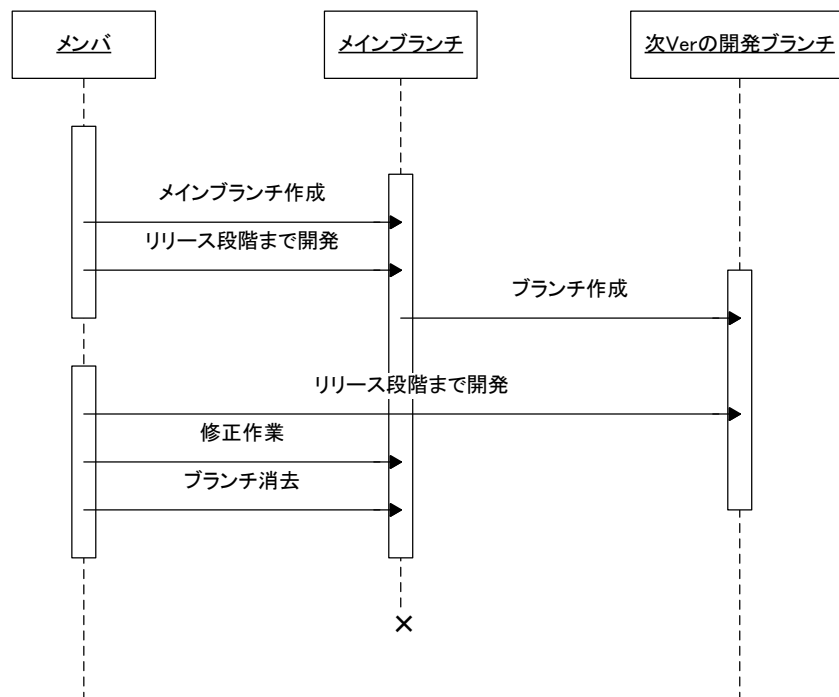 メンバ
メインブランチ
次Verの開発ブランチ
メインブランチ作成
リリース段階まで開発
ブランチ作成
リリース段階まで開発
修正作業
ブランチ消去